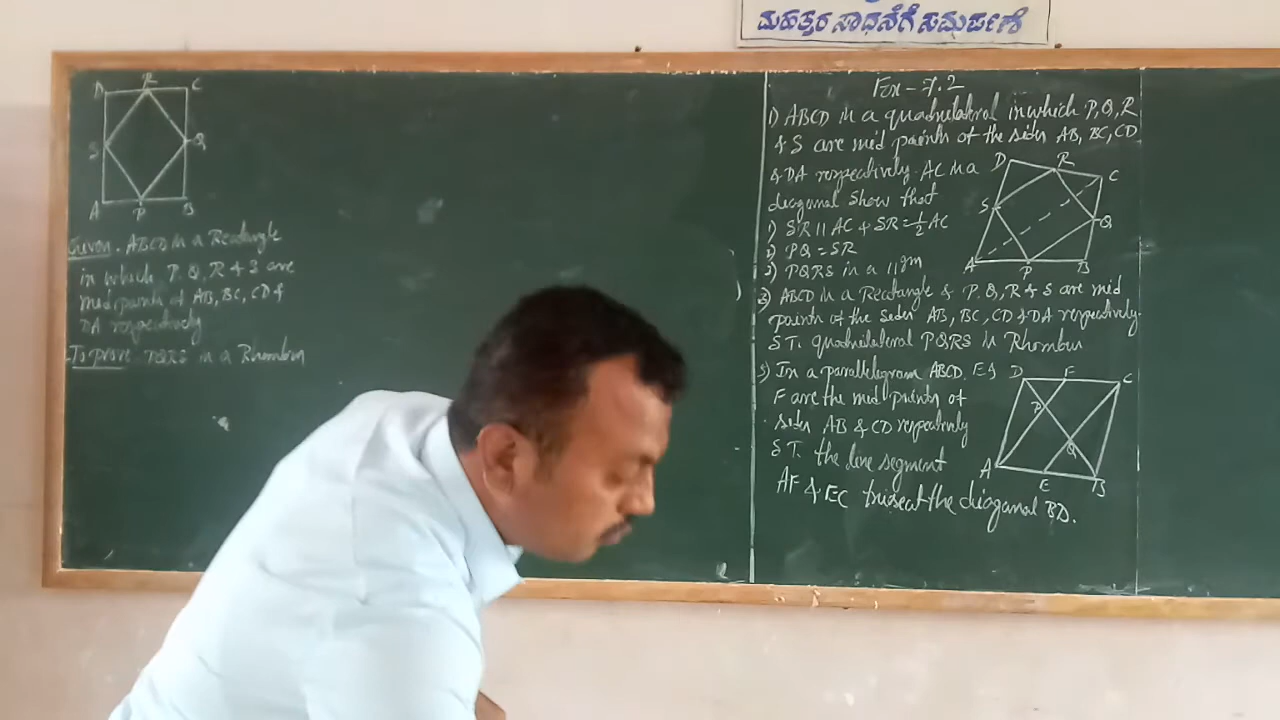 ಮಹತ್ತರ ಸಾಧನೆಗೆ ಸಮರ್ಪಣೆ
D R C
S Q
A P B
Given. ABCD is a Rectangle
in which P, Q, R & S are
mid points of AB, BC, CD &
DA respectively
To prove PQRS is a Rhombus
Ex - 7.2
1) ABCD is a quadrilateral in which P, Q, R
& S are mid points of the sides AB, BC, CD
& DA respectively. AC is a
diagonal Show that
1) SR || AC & SR = 1/2 AC
2) PQ = SR
3) PQRS is a ||gm
D R C
S Q
A P B
2) ABCD is a Rectangle & P, Q, R & S are mid
points of the sides AB, BC, CD & DA respectively.
S T. quadrilateral PQRS is Rhombus
3) In a parallelogram ABCD. E &
F are the mid points of
sides AB & CD respectively
S T. the line segment
AF & EC trisect the diagonal BD.
D F C
P
Q
A E B